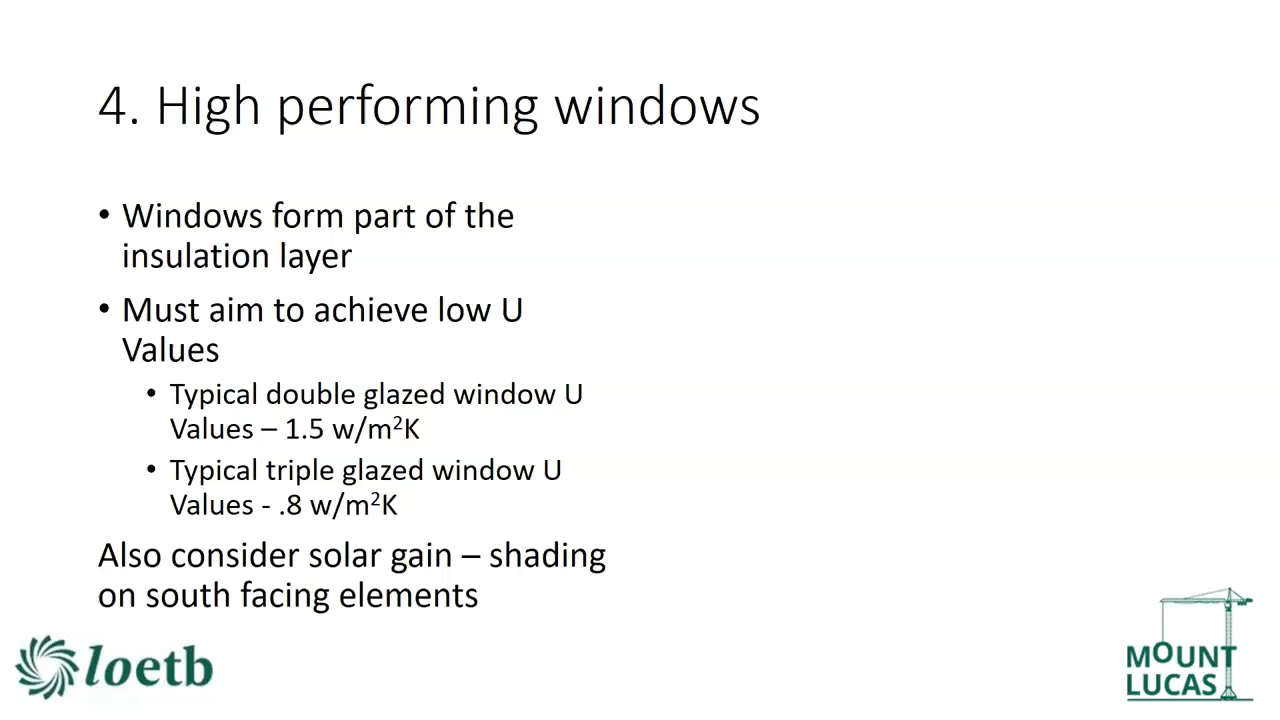 4. High performing windows
• Windows form part of the
insulation layer
• Must aim to achieve low U
Values
• Typical double glazed window U
Values – 1.5 w/m²K
• Typical triple glazed window U
Values - .8 w/m²K
Also consider solar gain – shading
on south facing elements
loetb
MOUNT
LUCAS